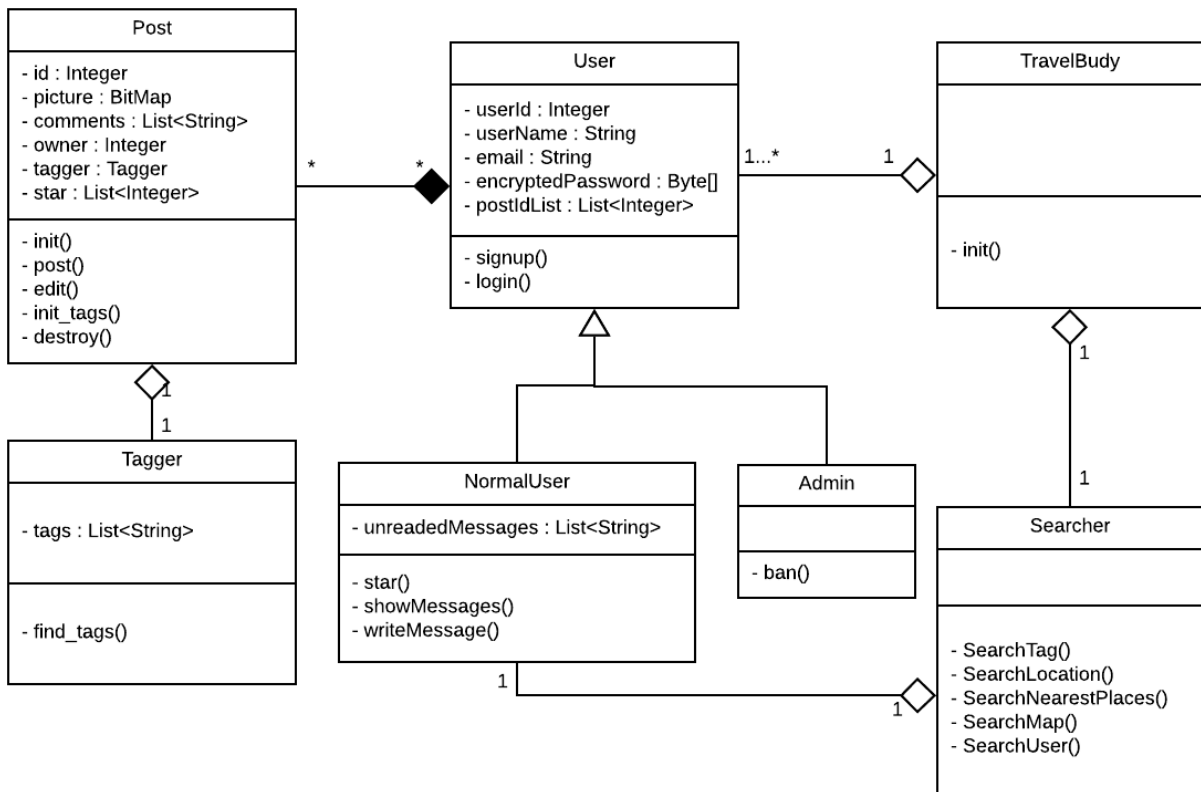 Post
- id : Integer
- picture : BitMap
- comments : List<String>
- owner : Integer
- tagger : Tagger
- star : List<Integer>
- init()
- post()
- edit()
- init_tags()
- destroy()
*
*
User
- userId : Integer
- userName : String
- email : String
- encryptedPassword : Byte[]
- postIdList : List<Integer>
- signup()
- login()
1...*
1
TravelBudy
- init()
1
1
1
1
Tagger
- tags : List<String>
- find_tags()
NormalUser
- unreadedMessages : List<String>
- star()
- showMessages()
- writeMessage()
Admin
- ban()
Searcher
- SearchTag()
- SearchLocation()
- SearchNearestPlaces()
- SearchMap()
- SearchUser()
1
1